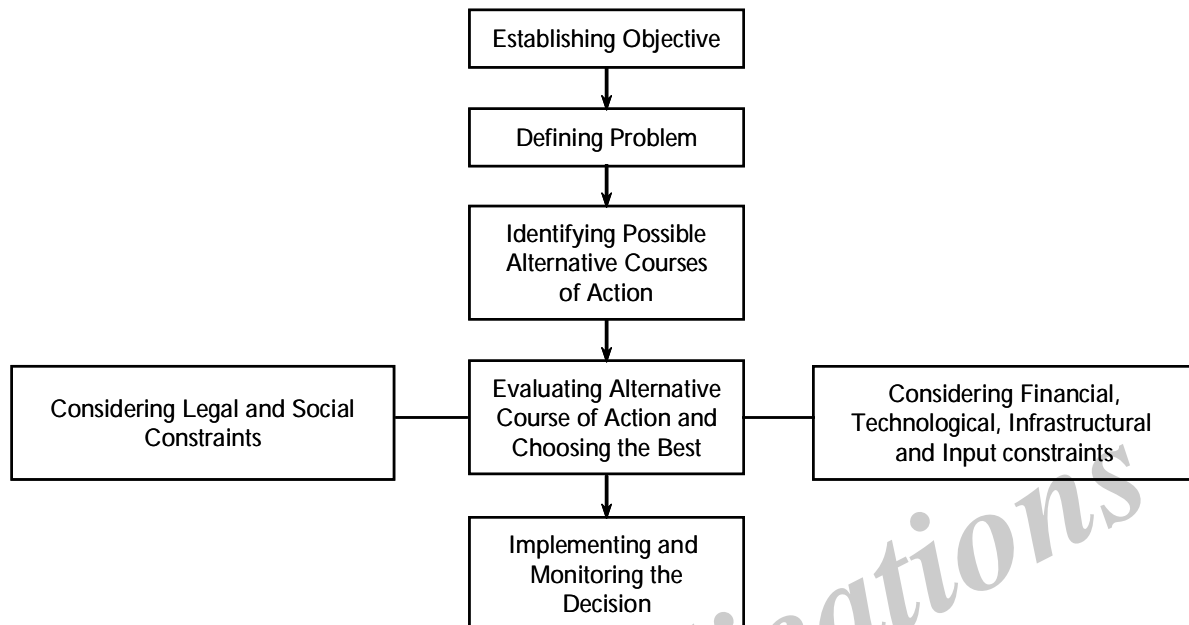 Establishing Objective
Defining Problem
Identifying Possible
Alternative Courses
of Action
Considering Legal and Social
Constraints
Evaluating Alternative
Course of Action and
Choosing the Best
Considering Financial,
Technological, Infrastructural
and Input constraints
Implementing and
Monitoring the
Decision